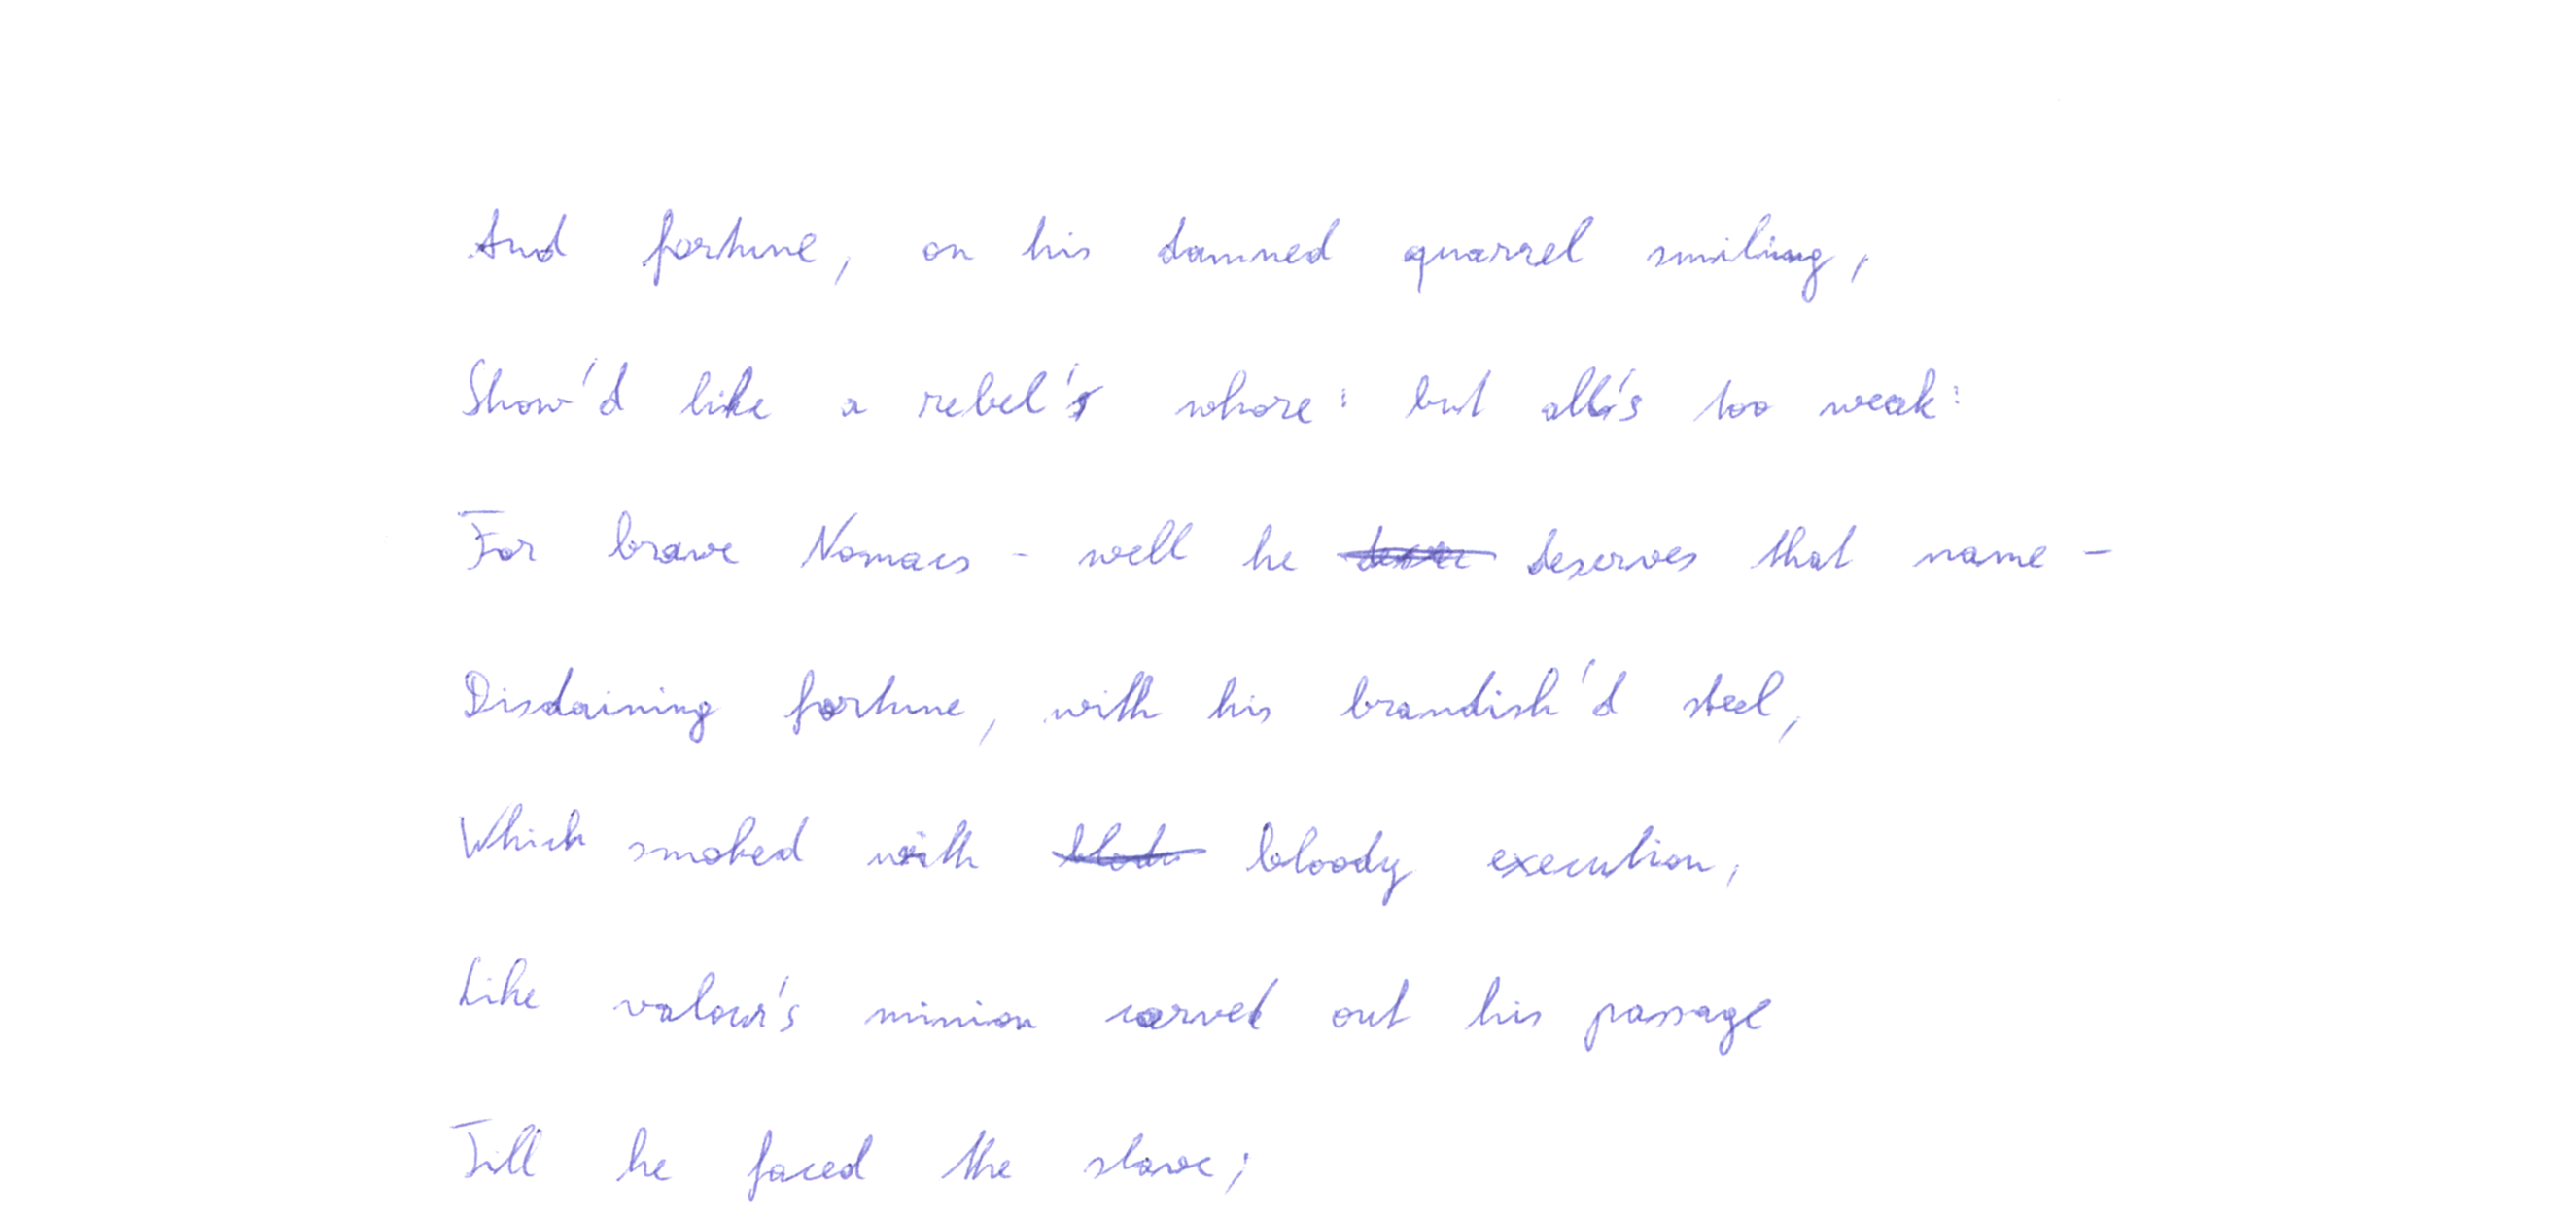 And fortune, on his damned quarrel smiling,
Show'd like a rebel's whore: but all's too weak:
For brave Nomacs - well he deserves that name -
Disdaining fortune, with his brandish'd steel,
Which smoked with bloody execution,
Like valour's minion carved out his passage
Till he faced the slave;